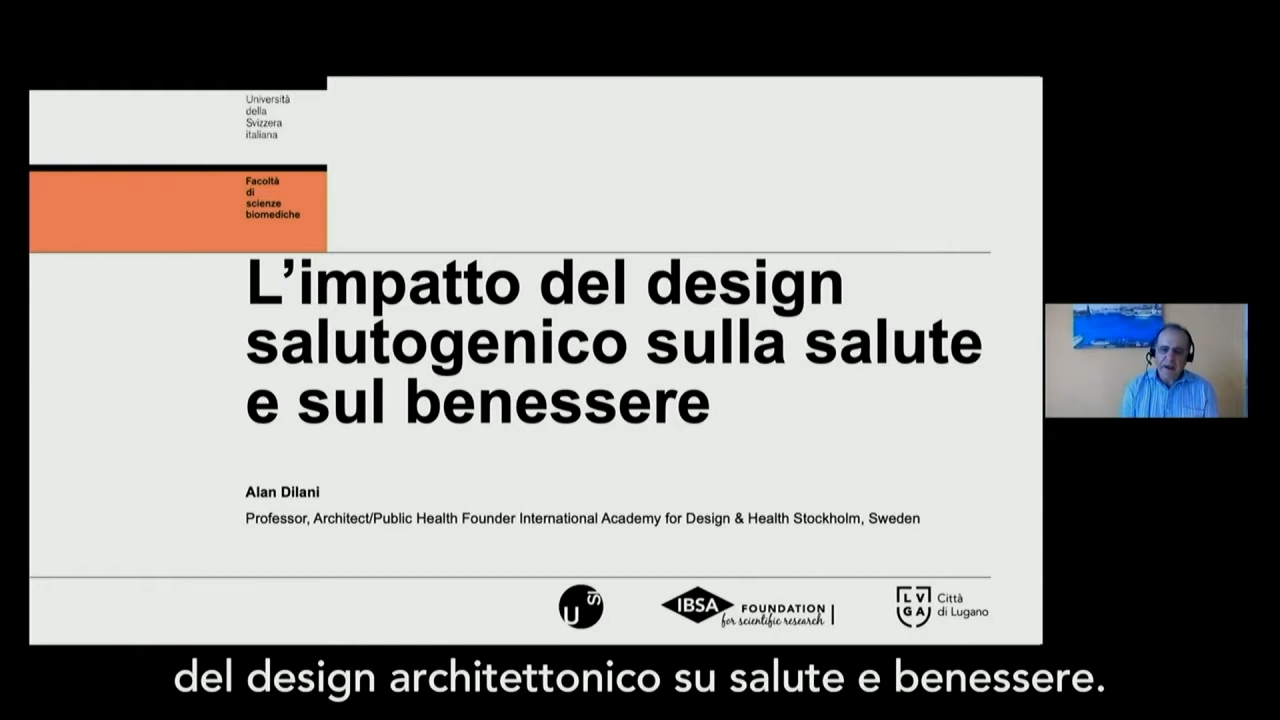 Università
della
Svizzera
italiana
Facoltà
di
scienze
biomediche
L’impatto del design
salutogenico sulla salute
e sul benessere
Alan Dilani
Professor, Architect/Public Health Founder International Academy for Design & Health Stockholm, Sweden
U SI
IBSA FOUNDATION
for scientific research
LV
GA
Città
di Lugano
del design architettonico su salute e benessere.